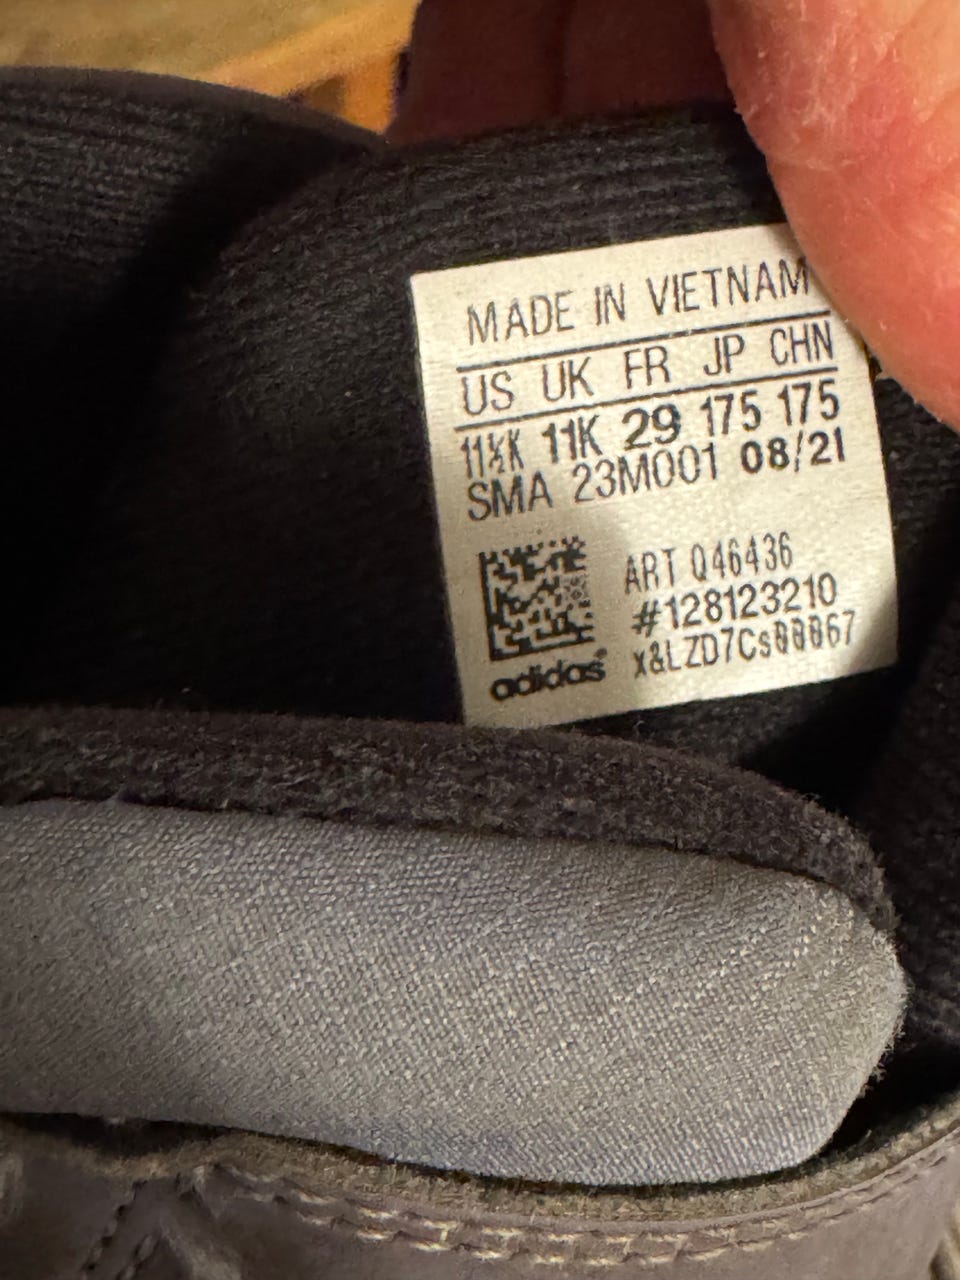 MADE IN VIETNAM
US UK FR JP CHN
11½K 11K 29 175 175
SMA 23M001 08/21
ART Q46436
#128123210
x&LZD7Cs00067
adidas®